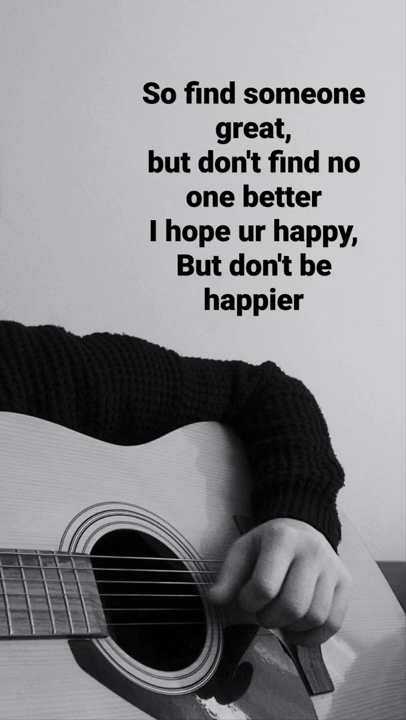 So find someone
great,
but don't find no
one better
I hope ur happy,
But don't be
happier